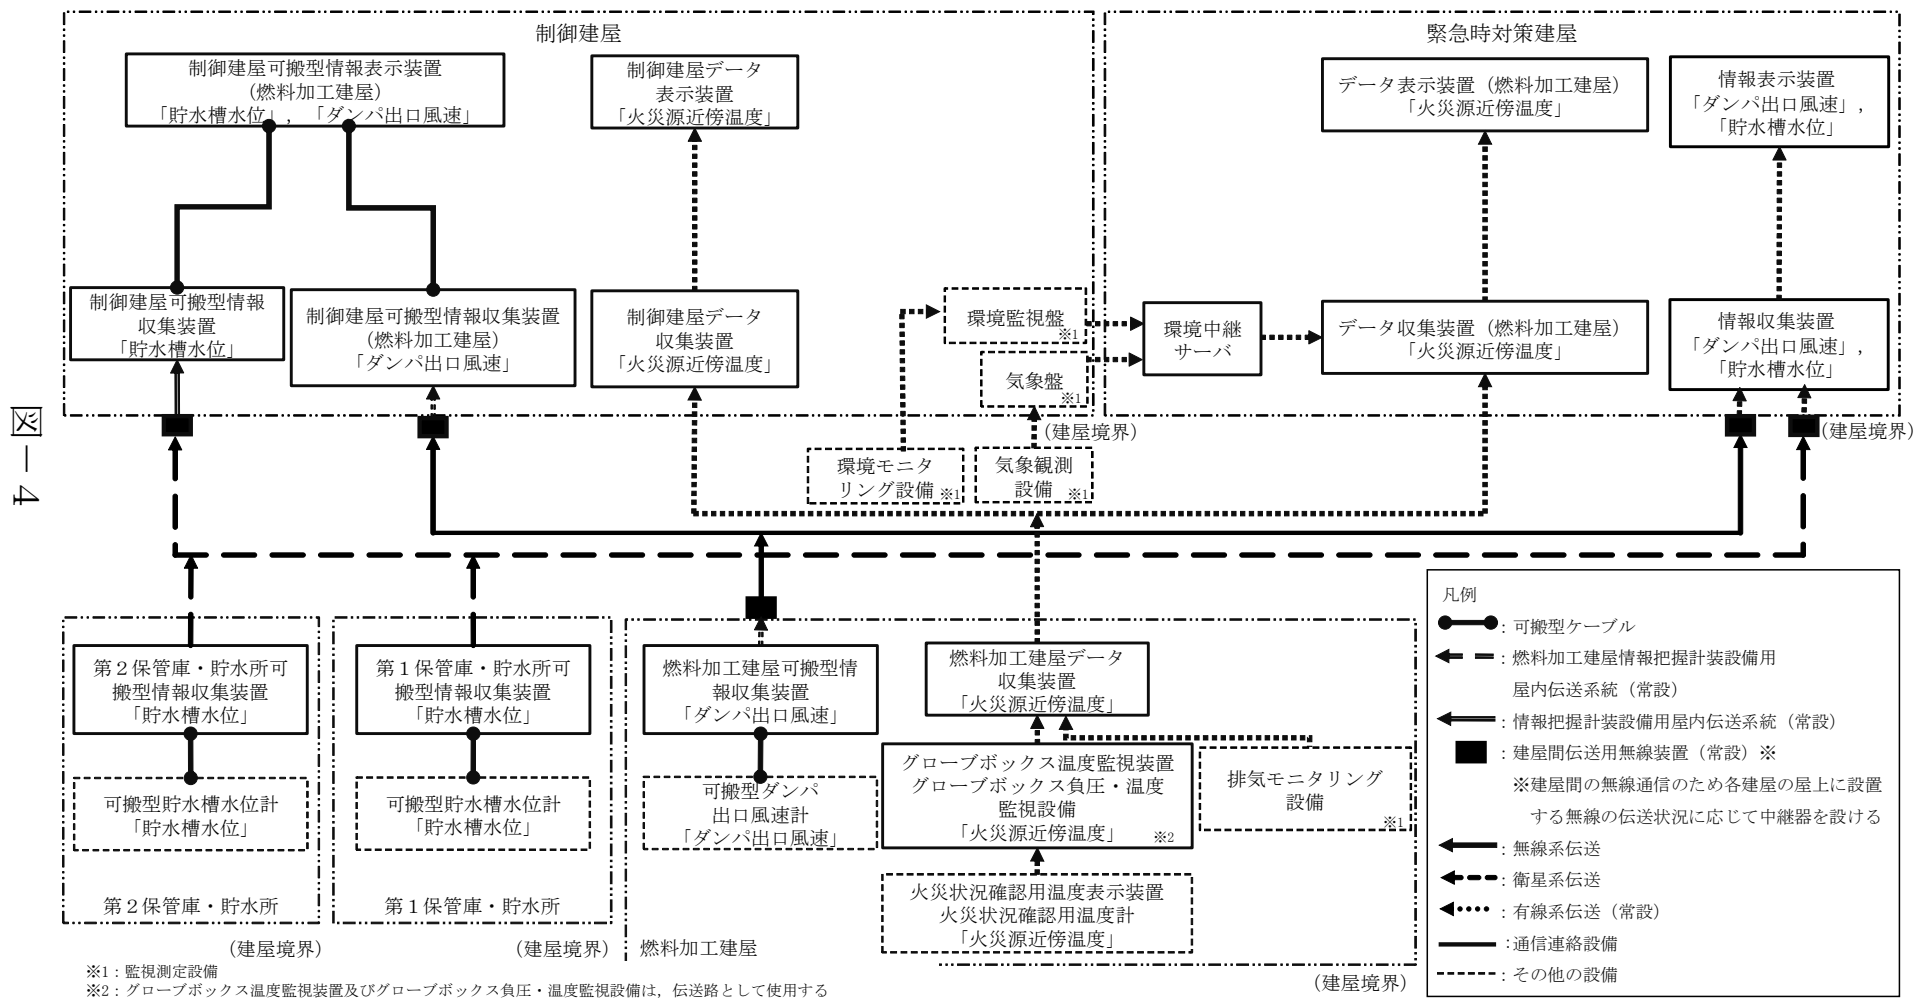 制御建屋
制御建屋可搬型情報表示装置
(燃料加工建屋)
「貯水槽水位」,「ダンパ出口風速」
制御建屋データ
表示装置
「火災源近傍温度」
制御建屋可搬型情報
収集装置
「貯水槽水位」
制御建屋可搬型情報収集装置
(燃料加工建屋)
「ダンパ出口風速」
制御建屋データ
収集装置
「火災源近傍温度」
環境監視盤
※1
気象盤
※1
(建屋境界)
緊急時対策建屋
データ表示装置(燃料加工建屋)
「火災源近傍温度」
情報表示装置
「ダンパ出口風速」,
「貯水槽水位」
環境中継
サーバ
データ収集装置(燃料加工建屋)
「火災源近傍温度」
情報収集装置
「ダンパ出口風速」,
「貯水槽水位」
(建屋境界)
環境モニタ
リング設備 ※1
気象観測
設備 ※1
図-4
第2保管庫・貯水所可
搬型情報収集装置
「貯水槽水位」
可搬型貯水槽水位計
「貯水槽水位」
第2保管庫・貯水所
(建屋境界)
第1保管庫・貯水所可
搬型情報収集装置
「貯水槽水位」
可搬型貯水槽水位計
「貯水槽水位」
第1保管庫・貯水所
(建屋境界)
燃料加工建屋可搬型情
報収集装置
「ダンパ出口風速」
可搬型ダンパ
出口風速計
「ダンパ出口風速」
燃料加工建屋
燃料加工建屋データ
収集装置
「火災源近傍温度」
グローブボックス温度監視装置
グローブボックス負圧・温度
監視設備
「火災源近傍温度」 ※2
排気モニタリング
設備
※1
火災状況確認用温度表示装置
火災状況確認用温度計
「火災源近傍温度」
(建屋境界)
凡例
:可搬型ケーブル
:燃料加工建屋情報把握計装設備用
屋内伝送系統(常設)
:情報把握計装設備用屋内伝送系統(常設)
:建屋間伝送用無線装置(常設)※
※建屋間の無線通信のため各建屋の屋上に設置
する無線の伝送状況に応じて中継器を設ける
:無線系伝送
:衛星系伝送
:有線系伝送(常設)
:通信連絡設備
:その他の設備
※1:監視測定設備
※2:グローブボックス温度監視装置及びグローブボックス負圧・温度監視設備は,伝送路として使用する